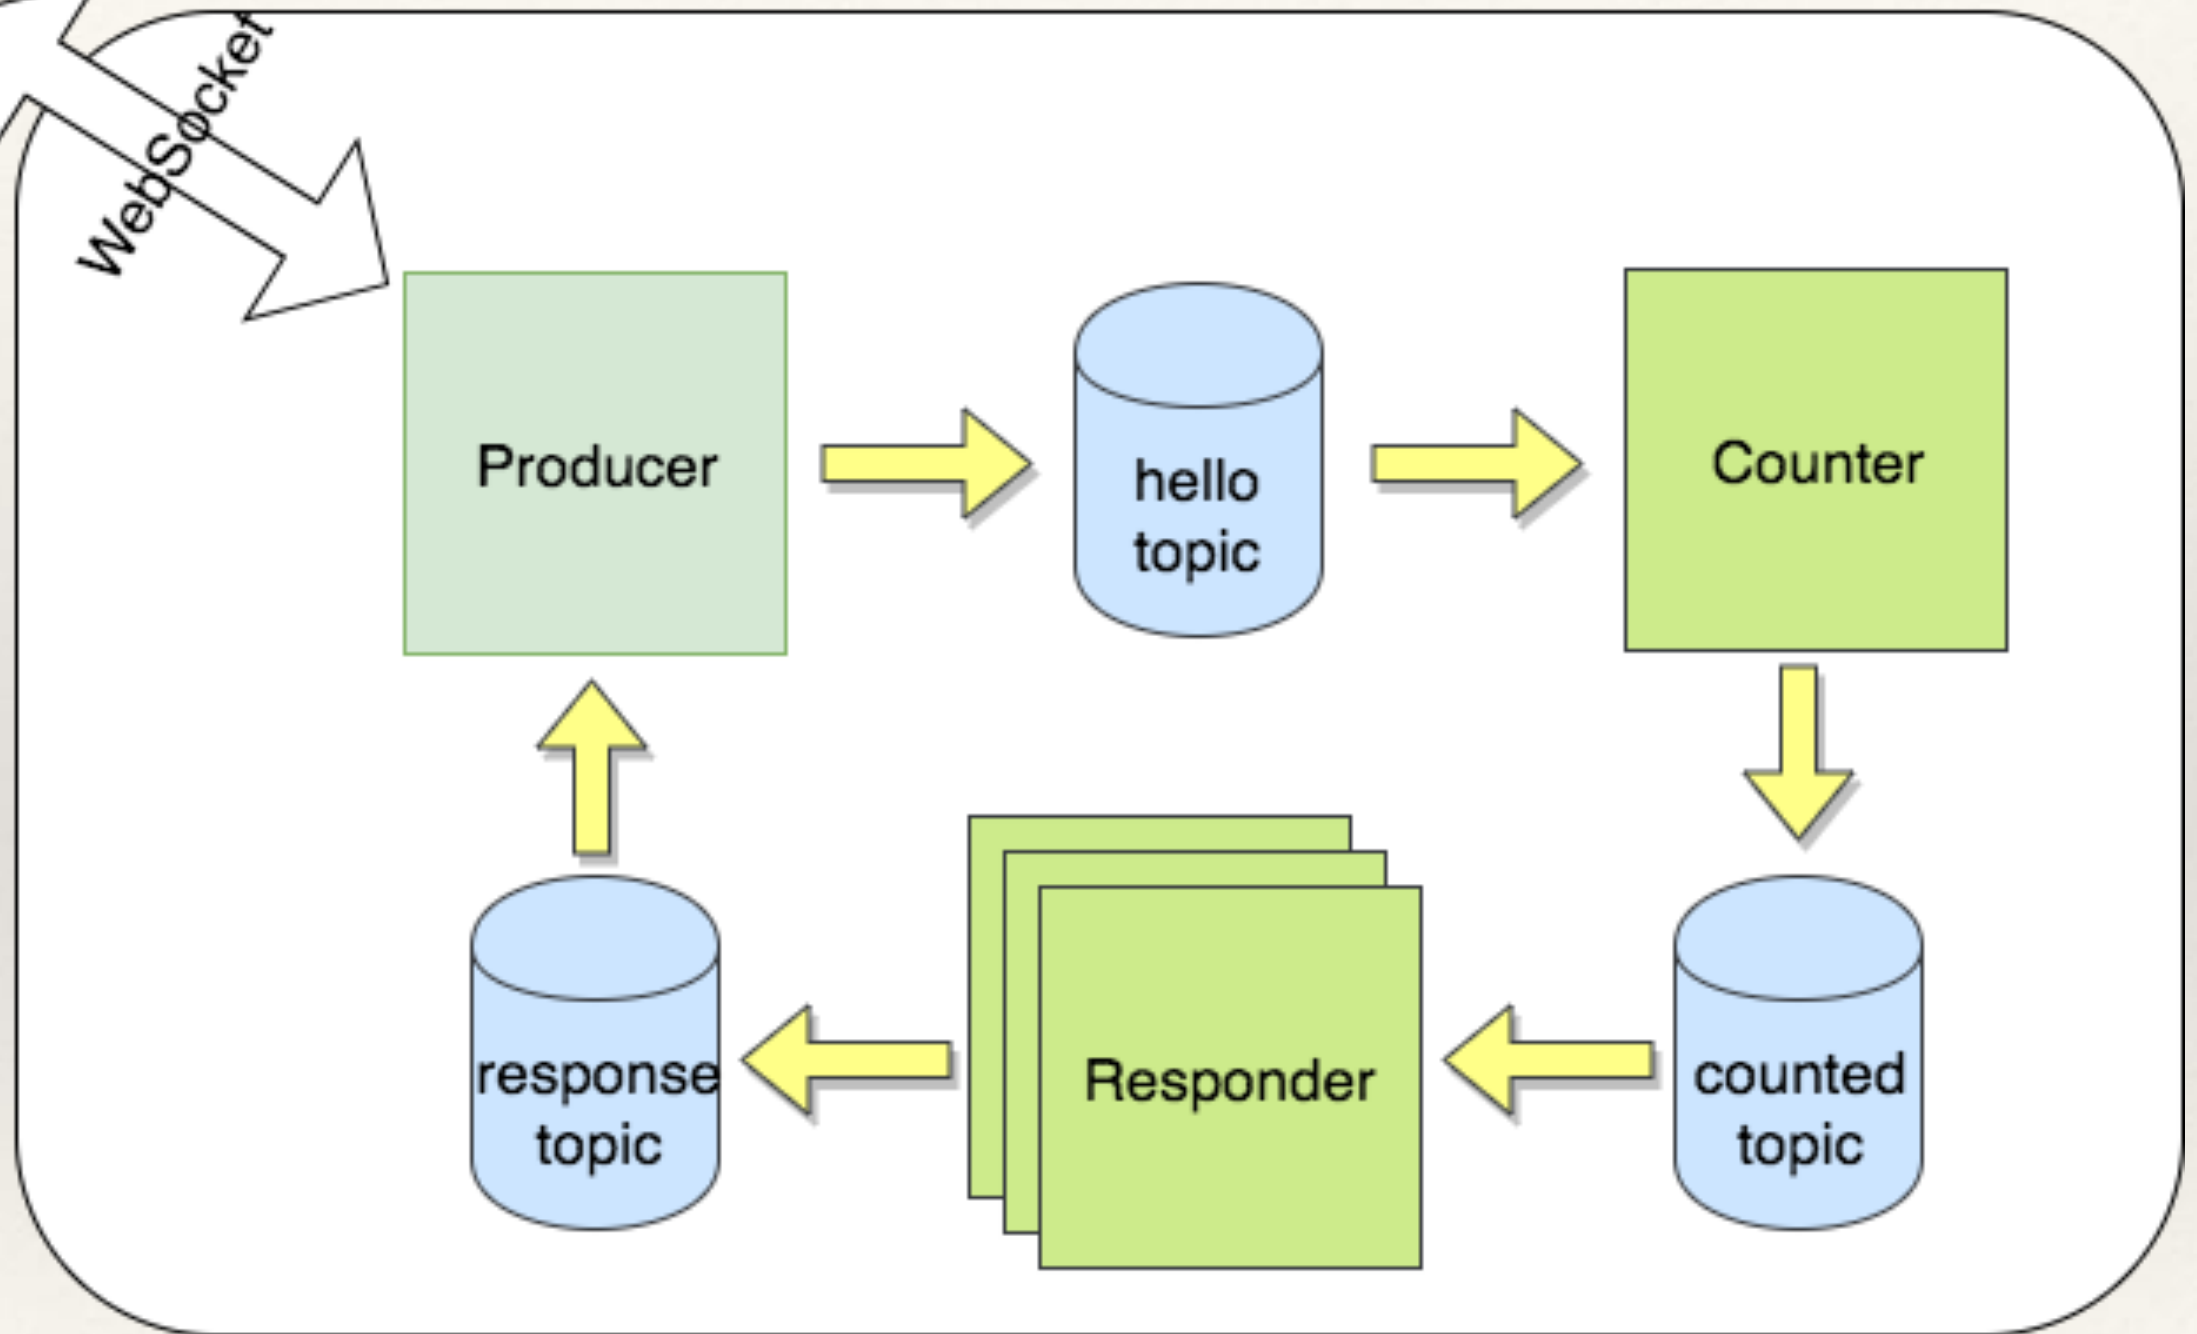 WebSocket
Producer
hello
topic
Counter
response
topic
Responder
counted
topic